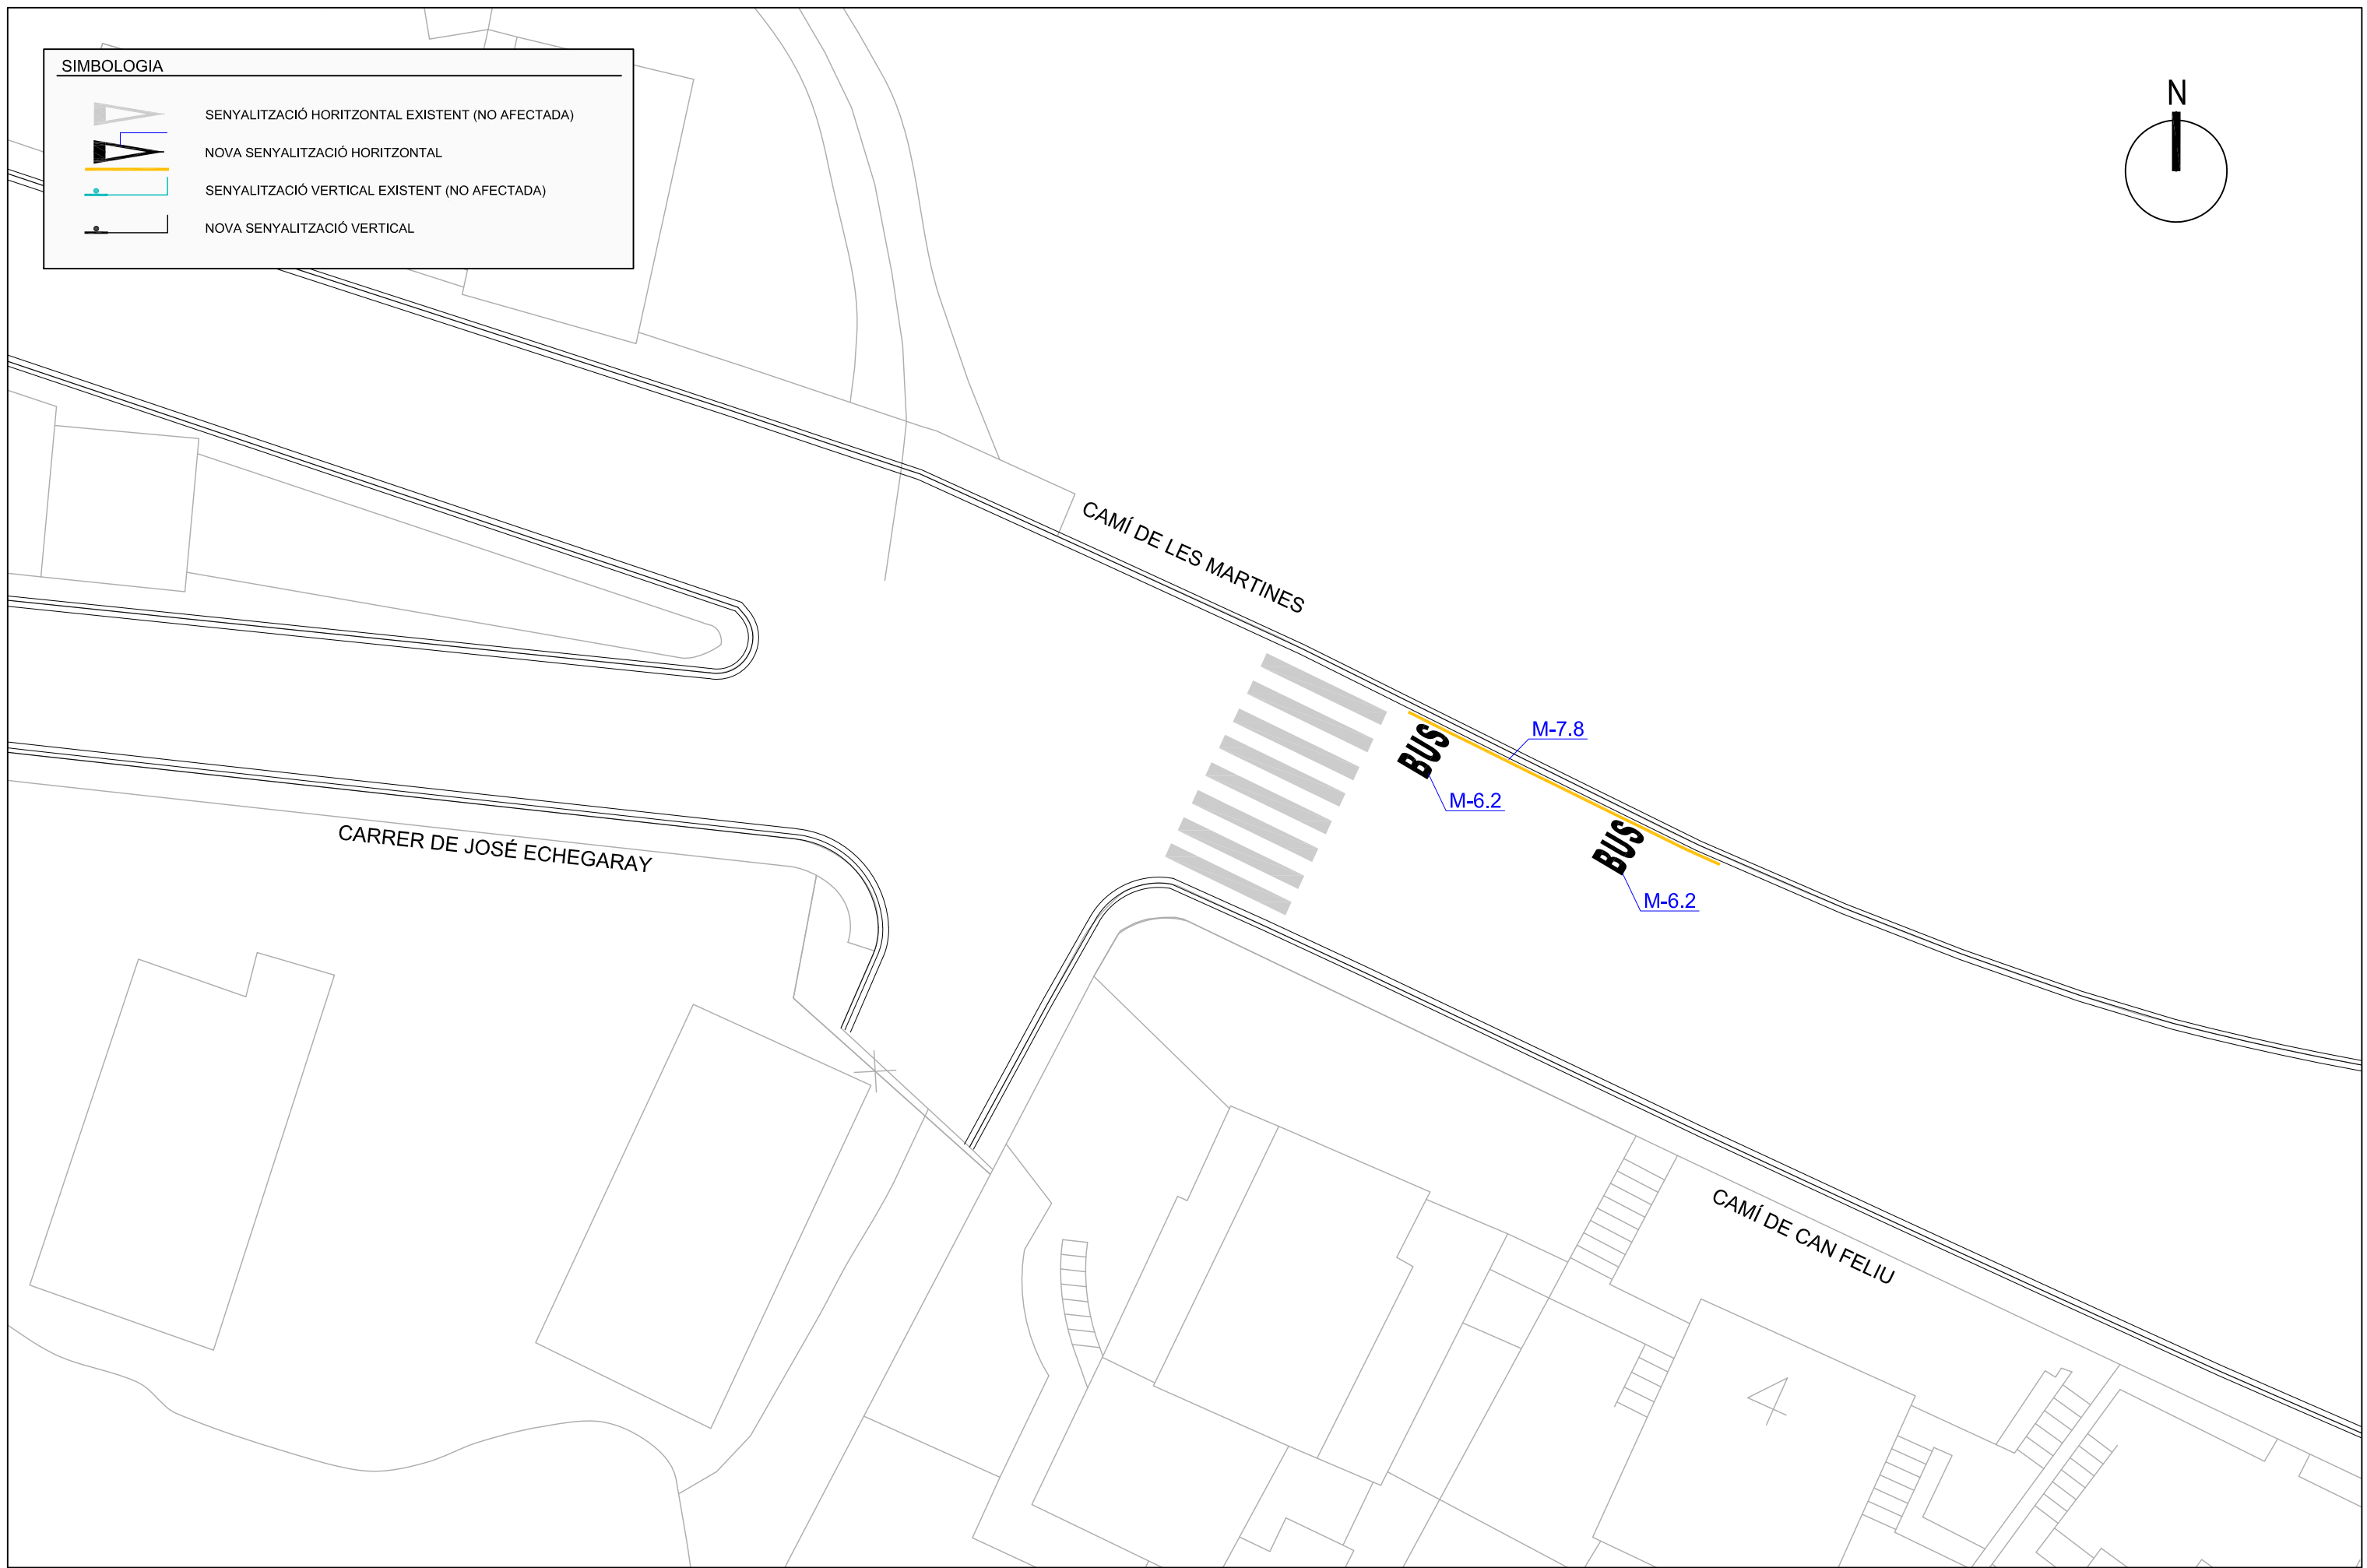 SIMBOLOGIA
SENYALITZACIÓ HORITZONTAL EXISTENT (NO AFECTADA)
NOVA SENYALITZACIÓ HORITZONTAL
SENYALITZACIÓ VERTICAL EXISTENT (NO AFECTADA)
NOVA SENYALITZACIÓ VERTICAL
N
CAMÍ DE LES MARTINES
M-7.8
BUS
M-6.2
BUS
M-6.2
CARRER DE JOSÉ ECHEGARAY
CAMÍ DE CAN FELIU